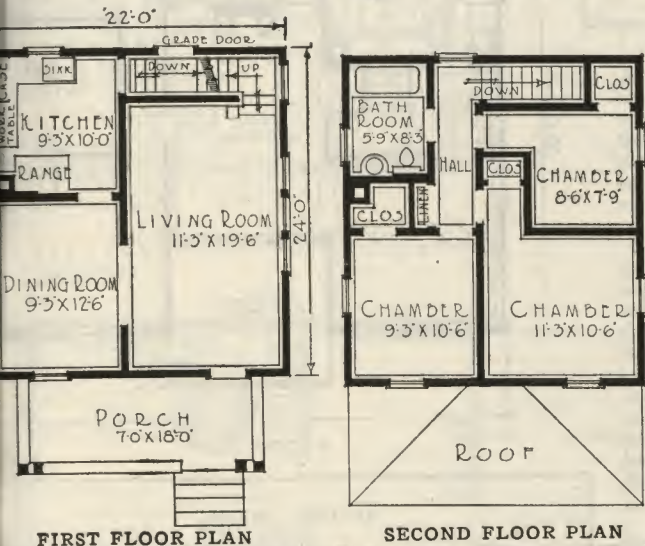 22'-0"
GRADE DOOR
SINK
DOWN
UP
WORK TABLE
CASE
KITCHEN
9'-3"X10'-0"
RANGE
LIVING ROOM
11'-3"X19'-6"
24'-0"
DINING ROOM
9'-3"X12'-6"
PORCH
7'-0"X18'-0"
FIRST FLOOR PLAN
BATH
ROOM
5'-9"X8'-3"
DOWN
CLOS
HALL
CLOS
CHAMBER
8'-6"X7'-9"
CLOS
LINEN
CHAMBER
9'-3"X10'-6"
CHAMBER
11'-3"X10'-6"
ROOF
SECOND FLOOR PLAN